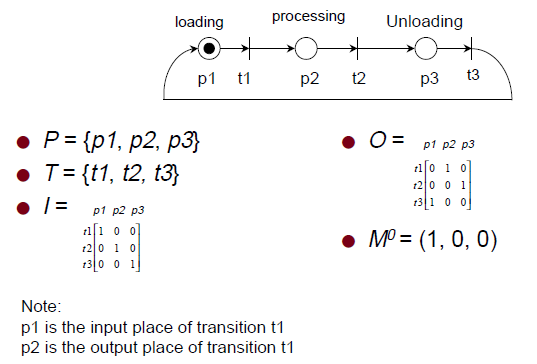 loading processing Unloading
p1 t1 p2 t2 p3 t3
P = {p1, p2, p3}
T = {t1, t2, t3}
I =
p1 p2 p3
t1 [1 0 0]
t2 [0 1 0]
t3 [0 0 1]
O =
p1 p2 p3
t1 [0 1 0]
t2 [0 0 1]
t3 [1 0 0]
M⁰ = (1, 0, 0)
Note:
p1 is the input place of transition t1
p2 is the output place of transition t1